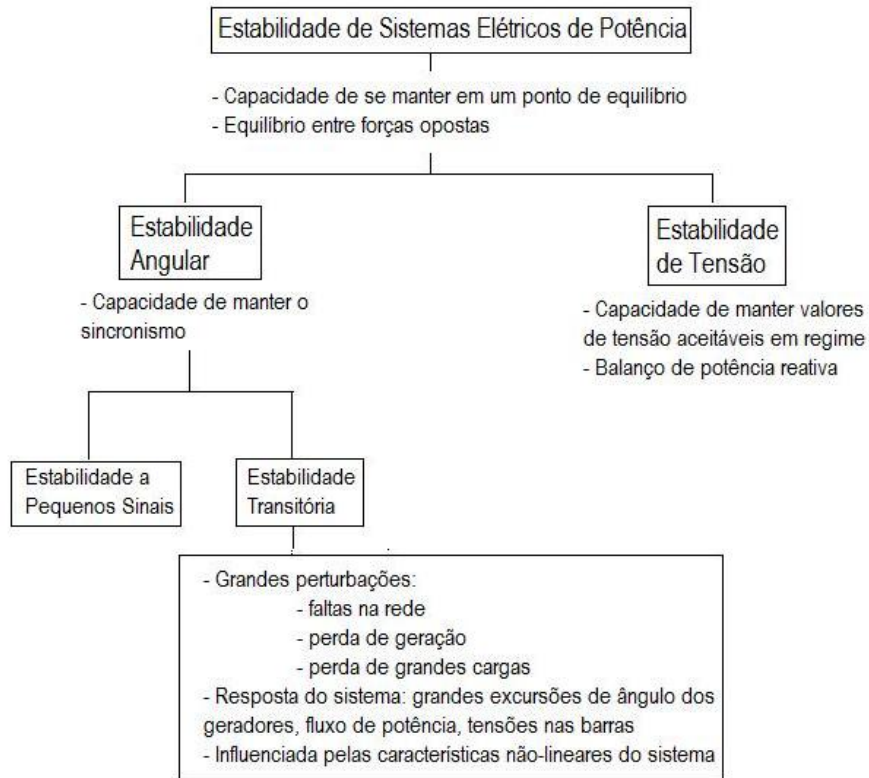 Estabilidade de Sistemas Elétricos de Potência
- Capacidade de se manter em um ponto de equilíbrio
- Equilíbrio entre forças opostas
Estabilidade
Angular
- Capacidade de manter o
sincronismo
Estabilidade
de Tensão
- Capacidade de manter valores
de tensão aceitáveis em regime
- Balanço de potência reativa
Estabilidade a
Pequenos Sinais
Estabilidade
Transitória
- Grandes perturbações:
- faltas na rede
- perda de geração
- perda de grandes cargas
- Resposta do sistema: grandes excursões de ângulo dos
geradores, fluxo de potência, tensões nas barras
- Influenciada pelas características não-lineares do sistema